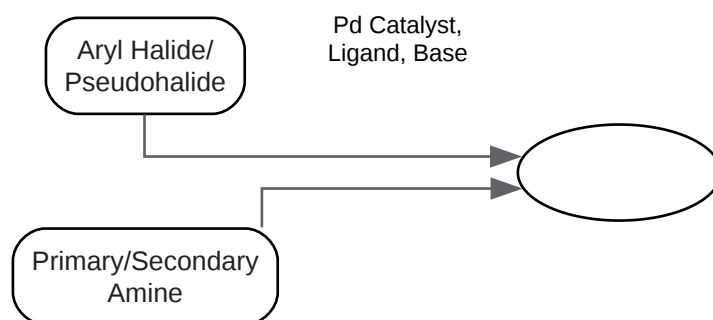 Aryl Halide/
Pseudohalide
Pd Catalyst,
Ligand, Base
Primary/Secondary
Amine